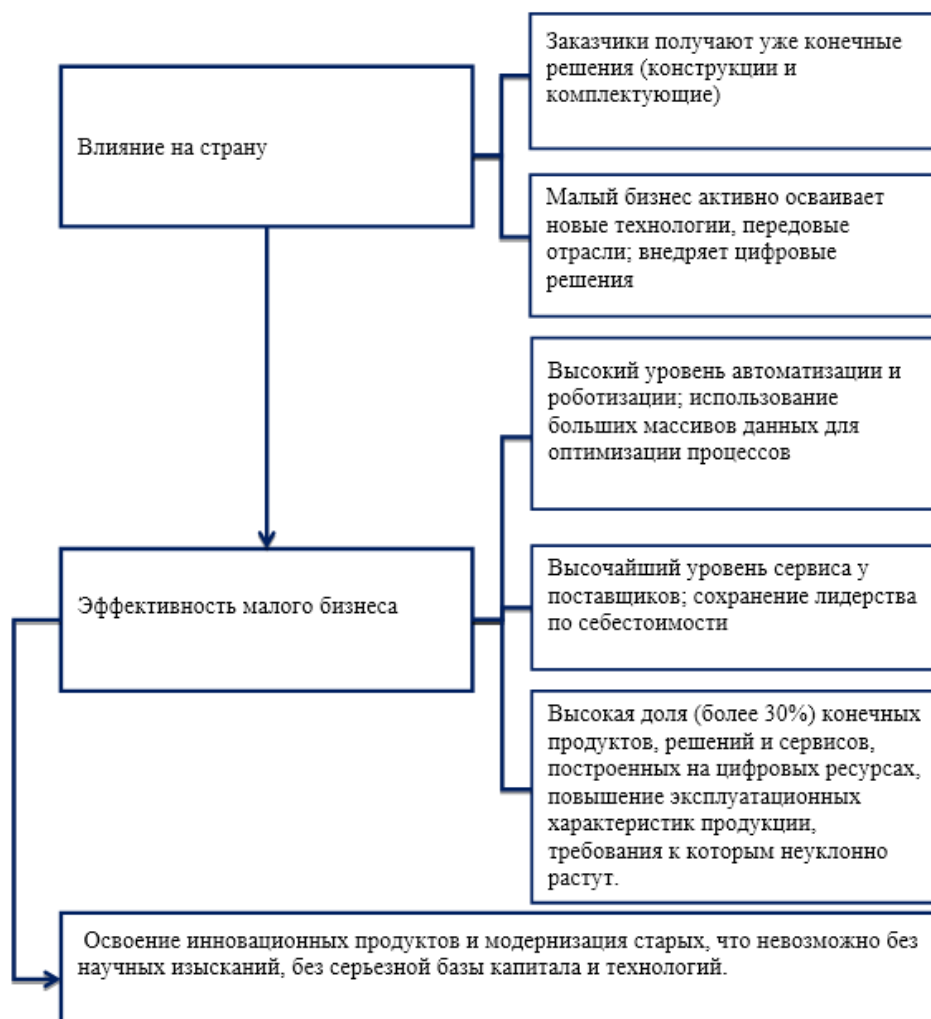 Заказчики получают уже конечные
решения (конструкции и
комплектующие)
Влияние на страну
Малый бизнес активно осваивает
новые технологии, передовые
отрасли; внедряет цифровые
решения
Высокий уровень автоматизации и
роботизации; использование
больших массивов данных для
оптимизации процессов
Эффективность малого бизнеса
Высочайший уровень сервиса у
поставщиков; сохранение лидерства
по себестоимости
Высокая доля (более 30%) конечных
продуктов, решений и сервисов,
построенных на цифровых ресурсах,
повышение эксплуатационных
характеристик продукции,
требования к которым неуклонно
растут.
Освоение инновационных продуктов и модернизация старых, что невозможно без
научных изысканий, без серьезной базы капитала и технологий.